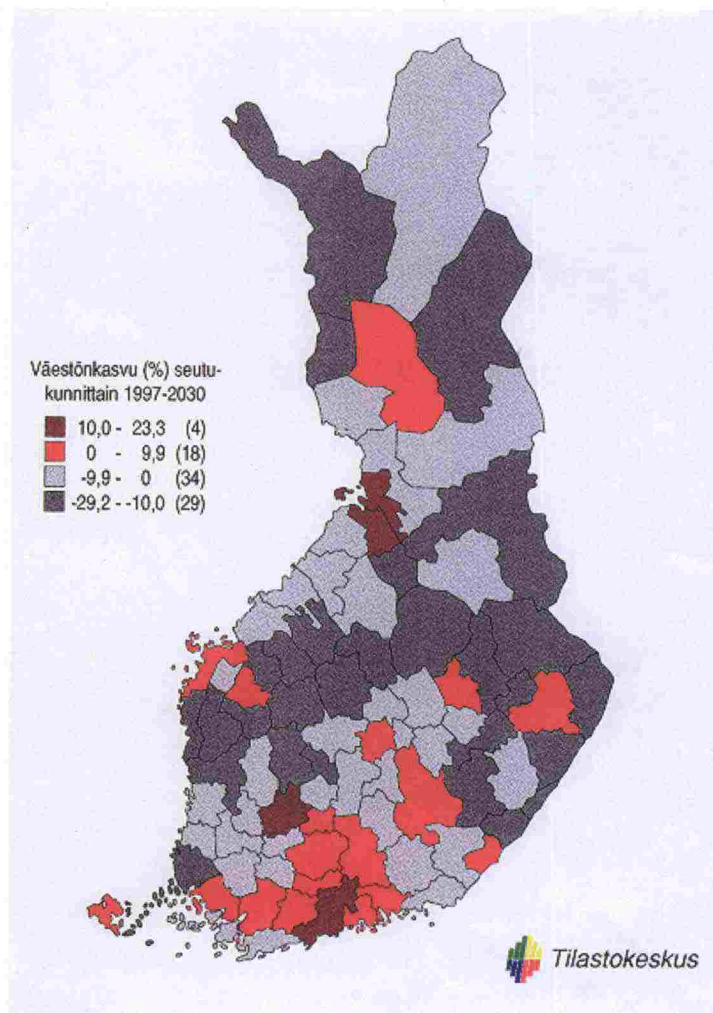 Väestönkasvu (%) seutu-
kunnittain 1997-2030
10,0 - 23,3 (4)
0 - 9,9 (18)
-9,9 - 0 (34)
-29,2 - -10,0 (29)
Tilastokeskus